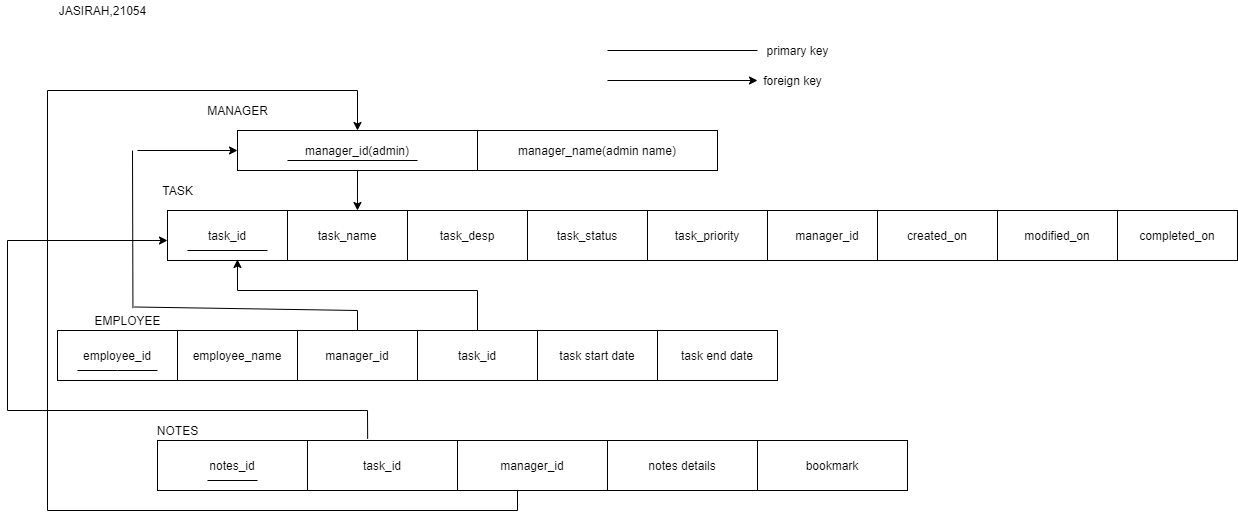 JASIRAH,21054
primary key
foreign key
MANAGER
manager_id(admin) manager_name(admin name)
TASK
task_id task_name task_desp task_status task_priority manager_id created_on modified_on completed_on
EMPLOYEE
employee_id employee_name manager_id task_id task start date task end date
NOTES
notes_id task_id manager_id notes details bookmark